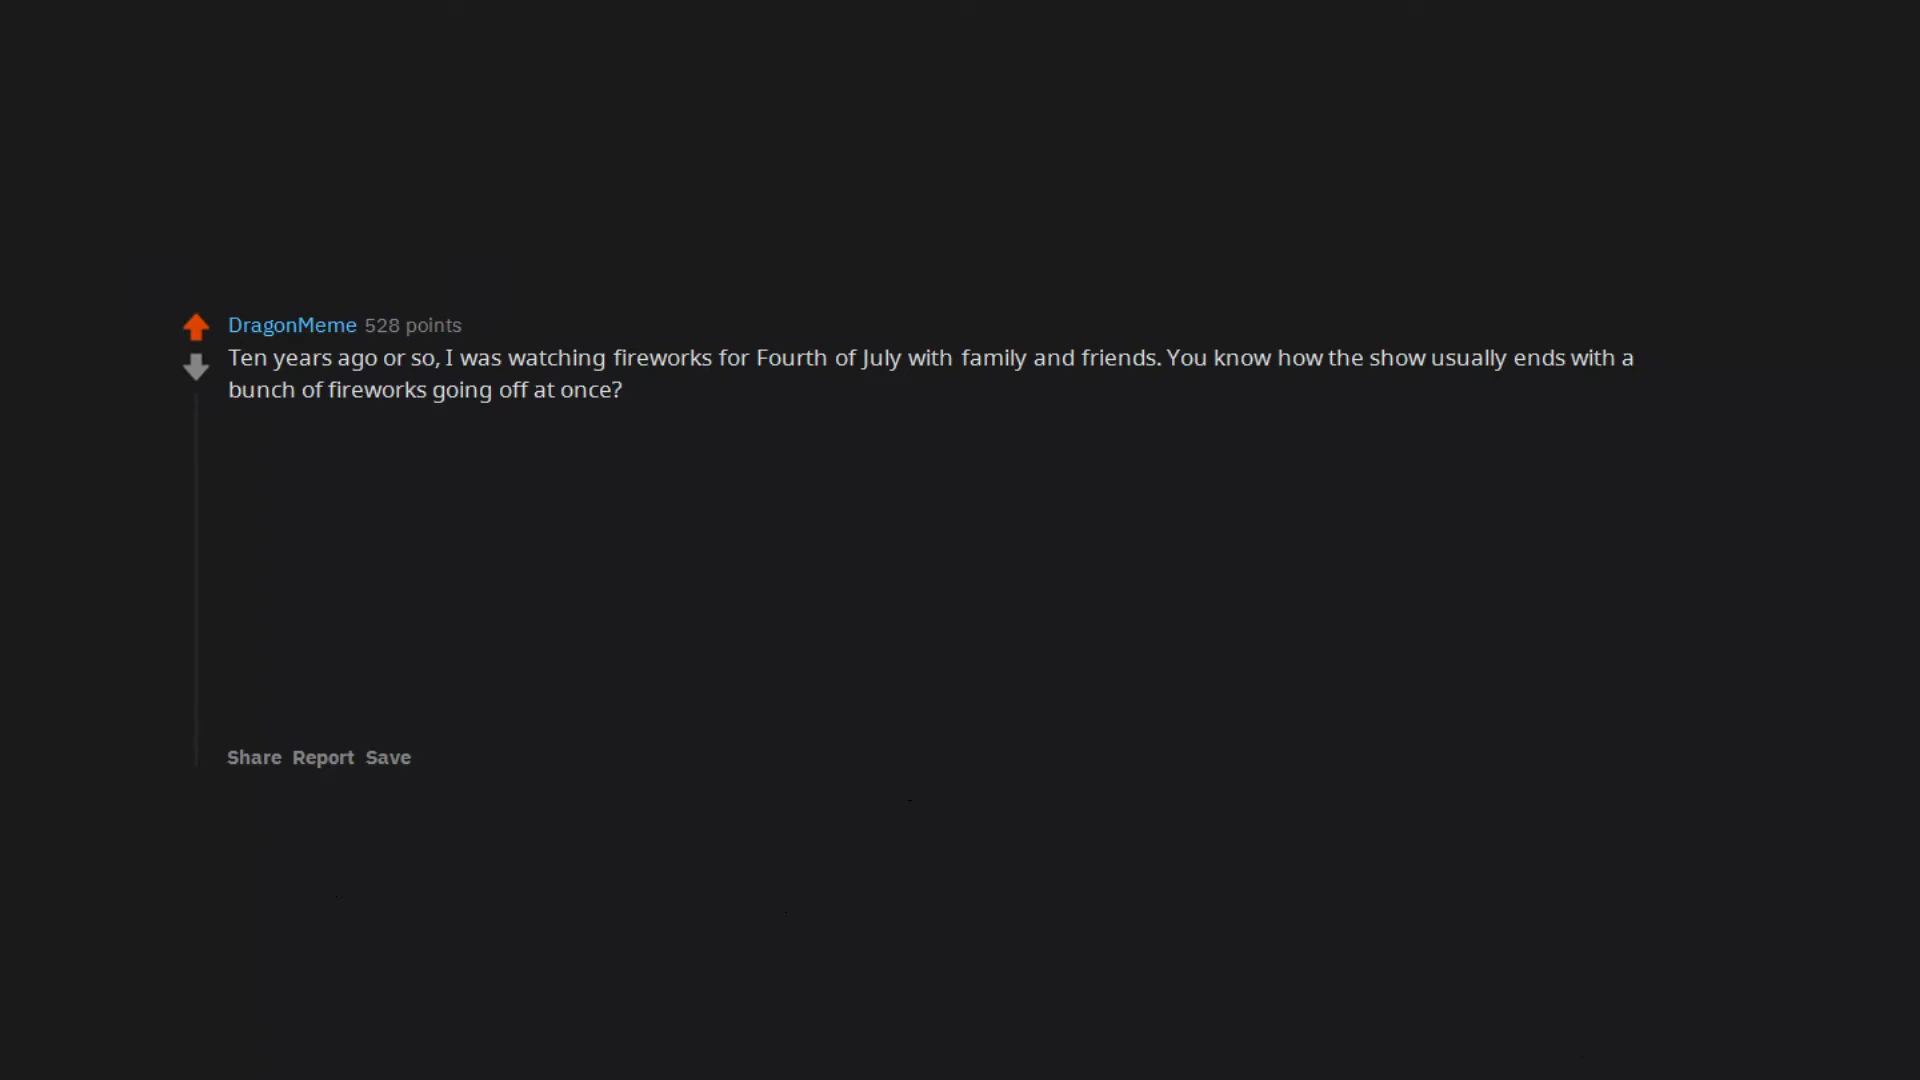 DragonMeme 528 points
Ten years ago or so, I was watching fireworks for Fourth of July with family and friends. You know how the show usually ends with a
bunch of fireworks going off at once?
Share Report Save